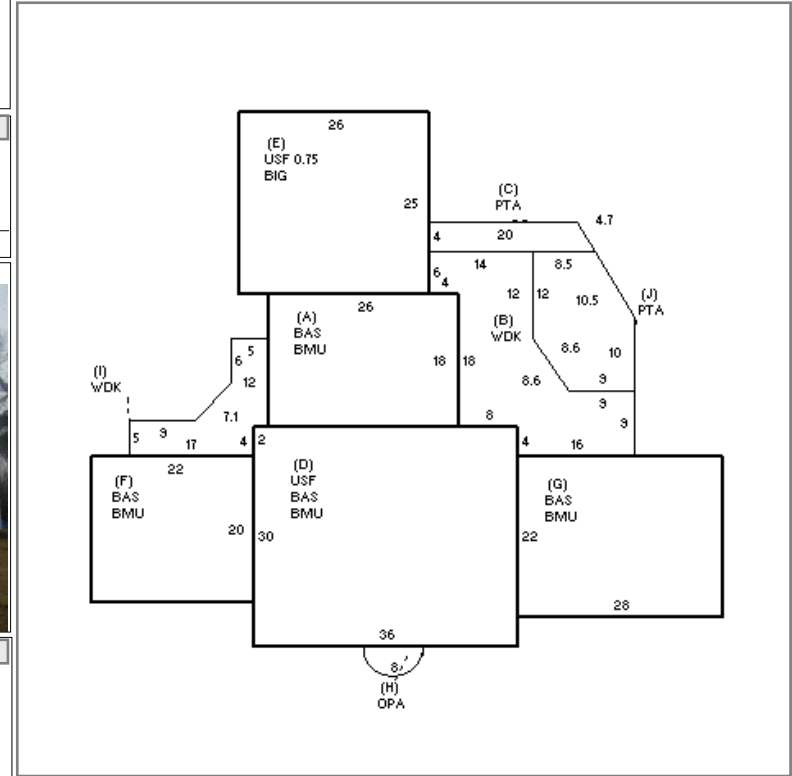 26
(E)
USF 0.75
BIG
25
(C)
PTA
4.7
4
20
14
8.5
6
4
12
12
10.5
(J)
PTA
26
(A)
BAS
BMU
(B)
WDK
8.6
10
5
6
12
18
18
8.6
9
(I)
WDK
9
7.1
8
9
5
9
17
4
2
4
16
22
(F)
BAS
BMU
(D)
USF
BAS
BMU
(G)
BAS
BMU
20
30
22
28
36
8
(H)
OPA